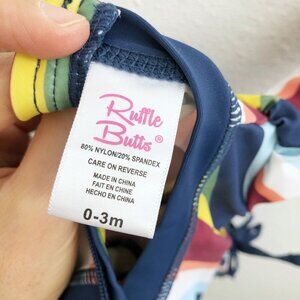 Ruffle
Butts®
80% NYLON/20% SPANDEX
CARE ON REVERSE
MADE IN CHINA
FAIT EN CHINE
HECHO EN CHINA
0-3m